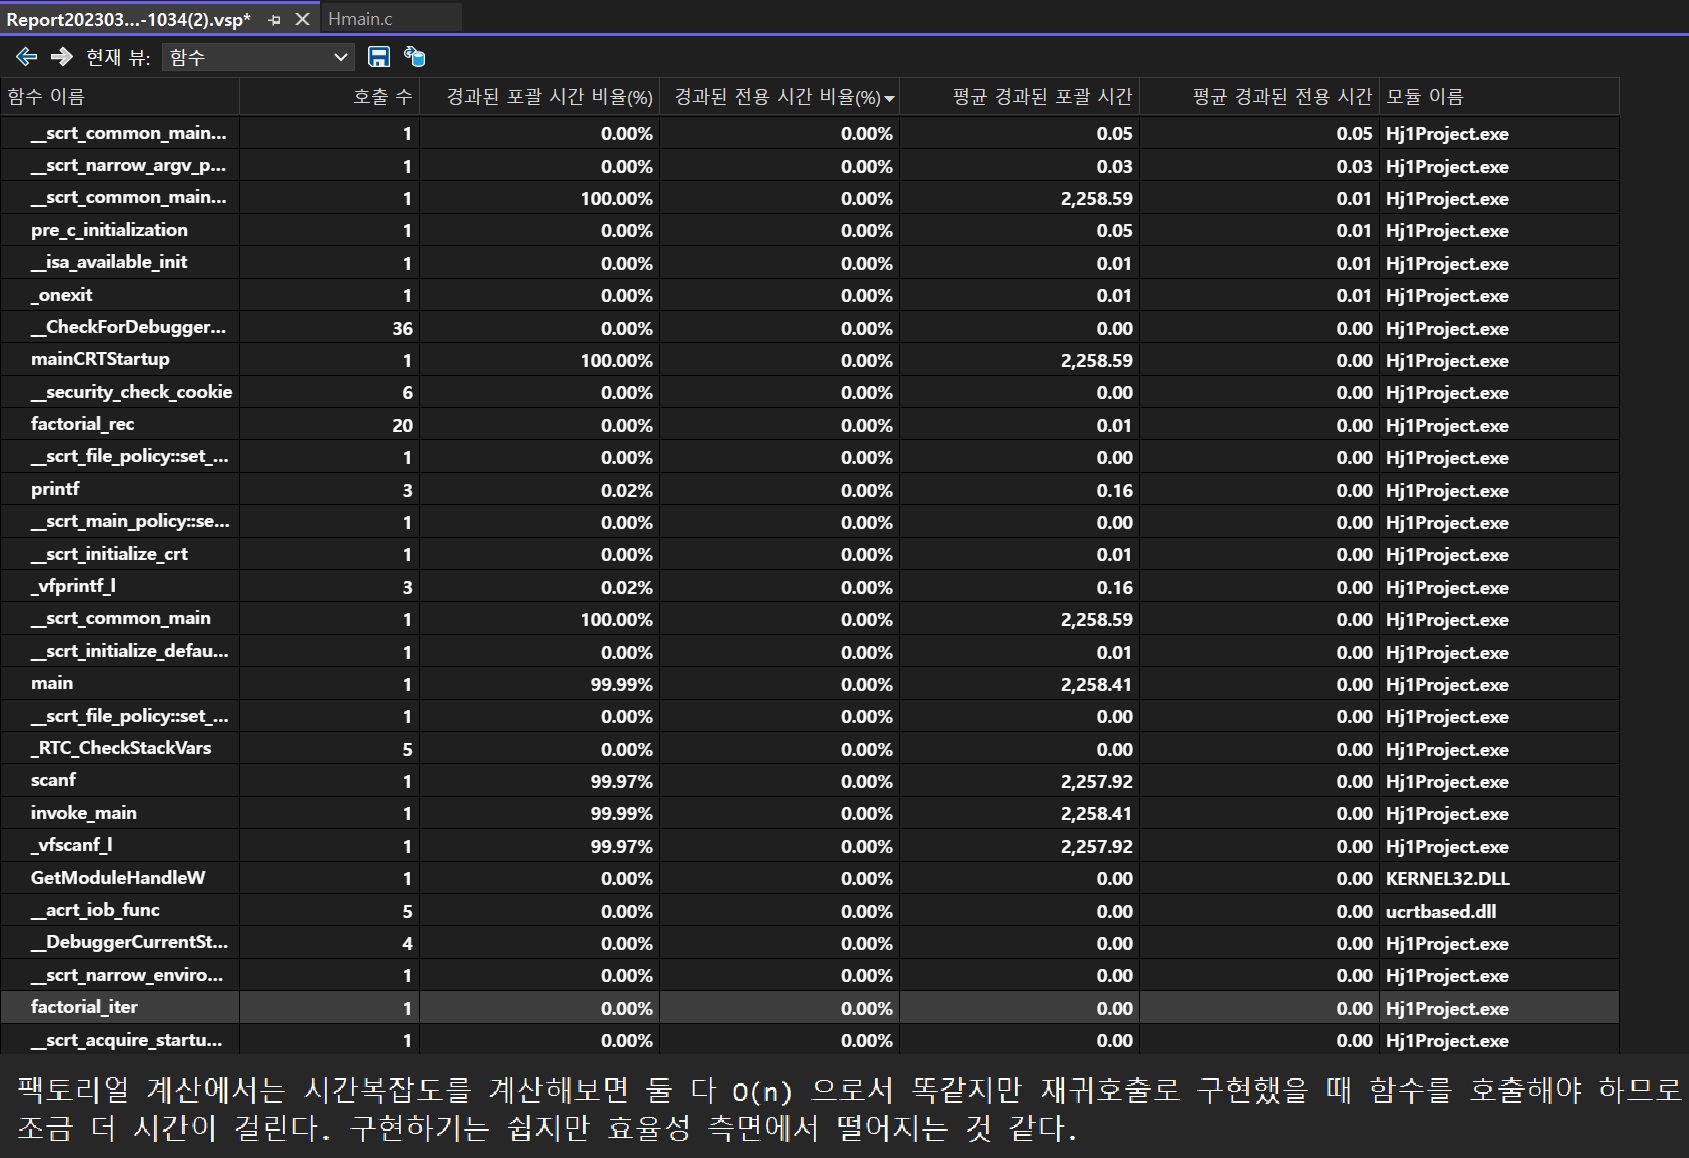 Report202303...-1034(2).vsp* Hmain.c
현재 뷰: 함수
함수 이름 호출 수 경과된 포괄 시간 비율(%) 경과된 전용 시간 비율(%) 평균 경과된 포괄 시간 평균 경과된 전용 시간 모듈 이름
__scrt_common_main... 1 0.00% 0.00% 0.05 0.05 Hj1Project.exe
__scrt_narrow_argv_p... 1 0.00% 0.00% 0.03 0.03 Hj1Project.exe
__scrt_common_main... 1 100.00% 0.00% 2,258.59 0.01 Hj1Project.exe
pre_c_initialization 1 0.00% 0.00% 0.05 0.01 Hj1Project.exe
__isa_available_init 1 0.00% 0.00% 0.01 0.01 Hj1Project.exe
_onexit 1 0.00% 0.00% 0.01 0.01 Hj1Project.exe
__CheckForDebugger... 36 0.00% 0.00% 0.00 0.00 Hj1Project.exe
mainCRTStartup 1 100.00% 0.00% 2,258.59 0.00 Hj1Project.exe
__security_check_cookie 6 0.00% 0.00% 0.00 0.00 Hj1Project.exe
factorial_rec 20 0.00% 0.00% 0.01 0.00 Hj1Project.exe
__scrt_file_policy::set_... 1 0.00% 0.00% 0.00 0.00 Hj1Project.exe
printf 3 0.02% 0.00% 0.16 0.00 Hj1Project.exe
__scrt_main_policy::se... 1 0.00% 0.00% 0.00 0.00 Hj1Project.exe
__scrt_initialize_crt 1 0.00% 0.00% 0.01 0.00 Hj1Project.exe
_vfprintf_l 3 0.02% 0.00% 0.16 0.00 Hj1Project.exe
__scrt_common_main 1 100.00% 0.00% 2,258.59 0.00 Hj1Project.exe
__scrt_initialize_defau... 1 0.00% 0.00% 0.01 0.00 Hj1Project.exe
main 1 99.99% 0.00% 2,258.41 0.00 Hj1Project.exe
__scrt_file_policy::set_... 1 0.00% 0.00% 0.00 0.00 Hj1Project.exe
_RTC_CheckStackVars 5 0.00% 0.00% 0.00 0.00 Hj1Project.exe
scanf 1 99.97% 0.00% 2,257.92 0.00 Hj1Project.exe
invoke_main 1 99.99% 0.00% 2,258.41 0.00 Hj1Project.exe
_vfscanf_l 1 99.97% 0.00% 2,257.92 0.00 Hj1Project.exe
GetModuleHandleW 1 0.00% 0.00% 0.00 0.00 KERNEL32.DLL
__acrt_iob_func 5 0.00% 0.00% 0.00 0.00 ucrtbased.dll
__DebuggerCurrentSt... 4 0.00% 0.00% 0.00 0.00 Hj1Project.exe
__scrt_narrow_enviro... 1 0.00% 0.00% 0.00 0.00 Hj1Project.exe
factorial_iter 1 0.00% 0.00% 0.00 0.00 Hj1Project.exe
__scrt_acquire_startu... 1 0.00% 0.00% 0.00 0.00 Hj1Project.exe
팩토리얼 계산에서는 시간복잡도를 계산해보면 둘 다 O(n) 으로서 똑같지만 재귀호출로 구현했을 때 함수를 호출해야 하므로
조금 더 시간이 걸린다. 구현하기는 쉽지만 효율성 측면에서 떨어지는 것 같다.